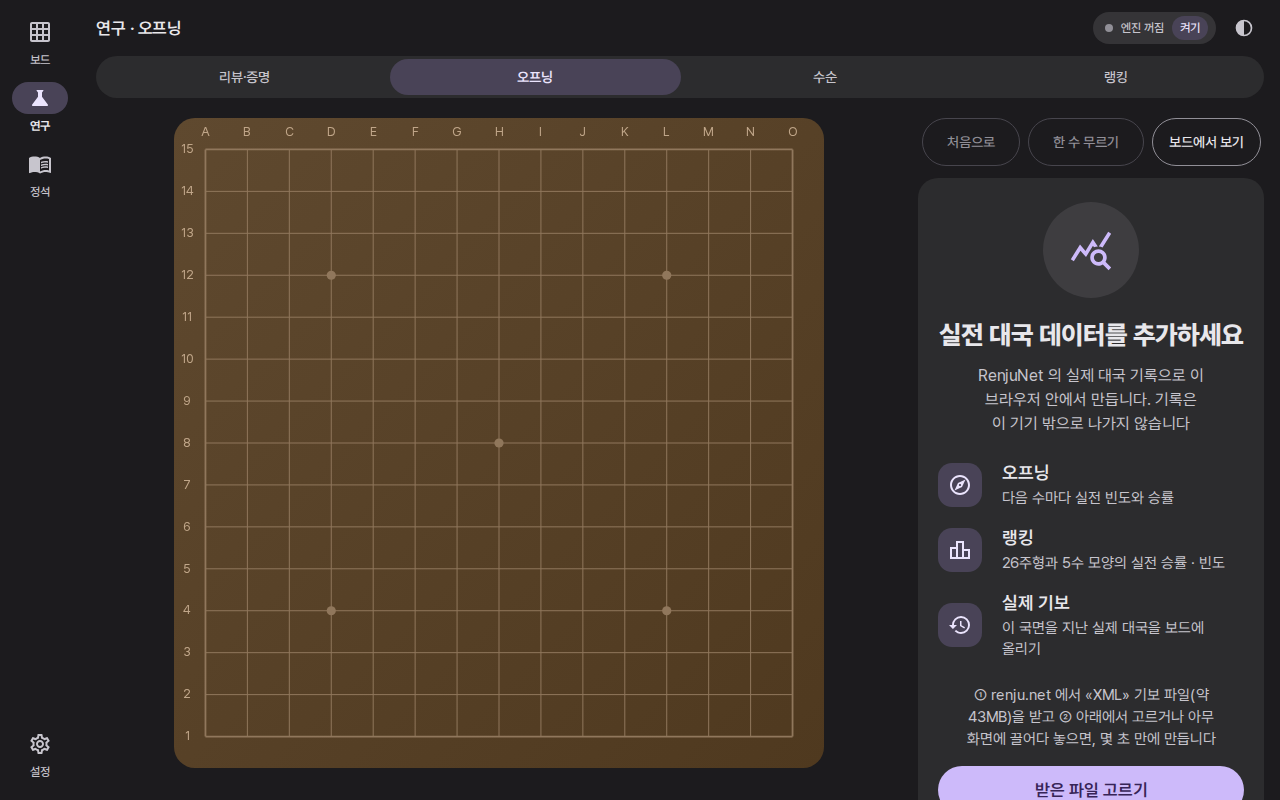 연구 · 오프닝
엔진 꺼짐 켜기
보드
연구
정석
설정
리뷰·증명 오프닝 수순 랭킹
A B C D E F G H I J K L M N O
15
14
13
12
11
10
9
8
7
6
5
4
3
2
1
처음으로 한 수 무르기 보드에서 보기
실전 대국 데이터를 추가하세요
RenjuNet 의 실제 대국 기록으로 이
브라우저 안에서 만듭니다. 기록은
이 기기 밖으로 나가지 않습니다
오프닝
다음 수마다 실전 빈도와 승률
랭킹
26주형과 5수 모양의 실전 승률 · 빈도
실제 기보
이 국면을 지난 실제 대국을 보드에
올리기
① renju.net 에서 «XML» 기보 파일(약
43MB)을 받고 ② 아래에서 고르거나 아무
화면에 끌어다 놓으면, 몇 초 만에 만듭니다
받은 파일 고르기